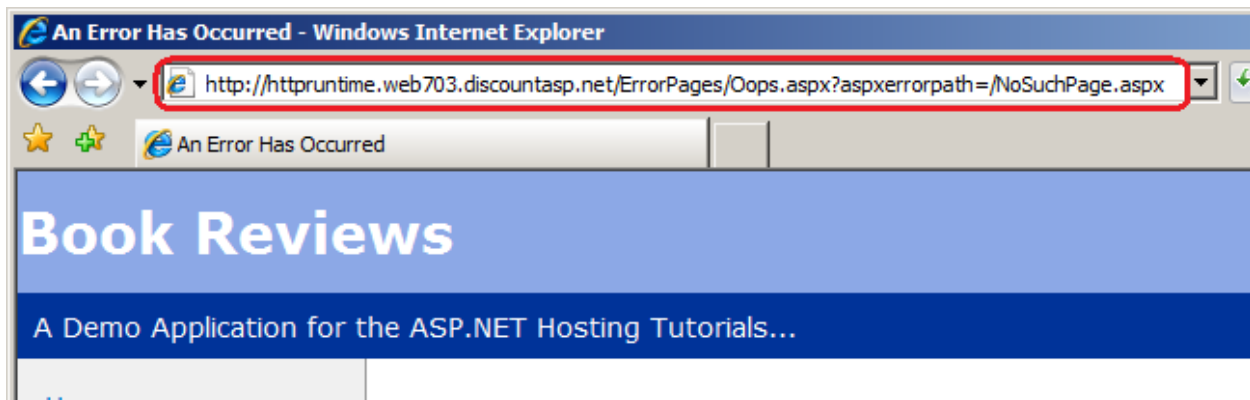 An Error Has Occurred - Windows Internet Explorer
http://httpruntime.web703.discountasp.net/ErrorPages/Oops.aspx?aspxerrorpath=/NoSuchPage.aspx
An Error Has Occurred
Book Reviews
A Demo Application for the ASP.NET Hosting Tutorials...